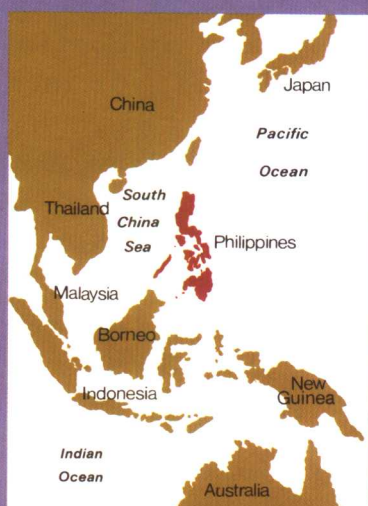 Japan
China
Pacific
Ocean
South
Thailand
China
Sea
Philippines
Malaysia
Borneo
Indonesia
New
Guinea
Indian
Ocean
Australia